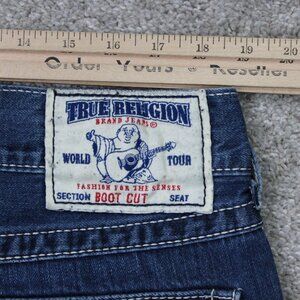 14 15 16 17 18 19 20 21
Order Yours @ Reseller
TRUE RELIGION
BRAND JEANS®
WORLD TOUR
FASHION FOR THE SENSES
SECTION BOOT CUT SEAT